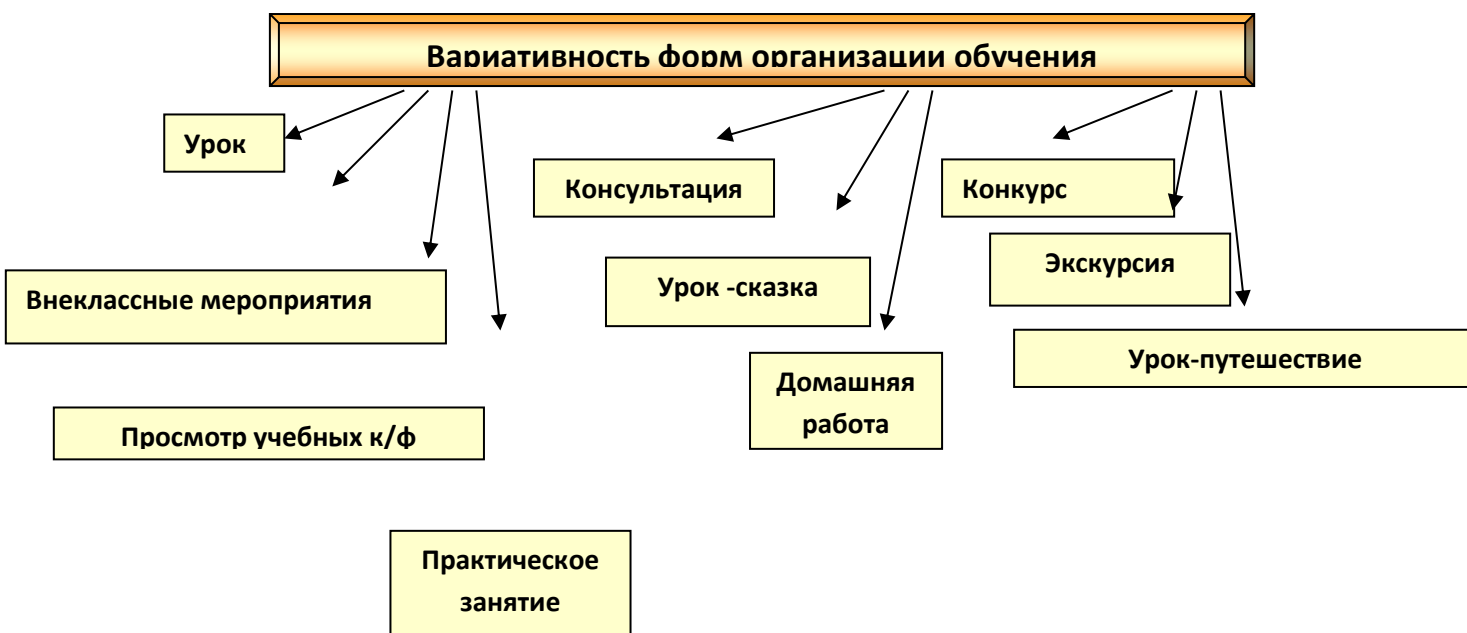 Вариативность форм организации обучения
Урок
Консультация
Конкурс
Внеклассные мероприятия
Урок -сказка
Экскурсия
Урок-путешествие
Домашняя
работа
Просмотр учебных к/ф
Практическое
занятие